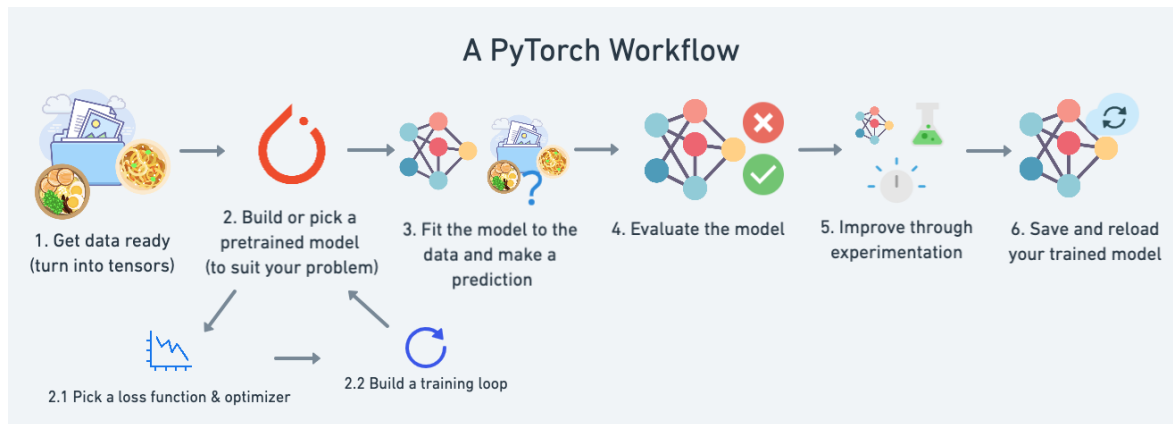 A PyTorch Workflow
1. Get data ready
(turn into tensors)
2. Build or pick a
pretrained model
(to suit your problem)
3. Fit the model to the
data and make a
prediction
4. Evaluate the model
5. Improve through
experimentation
6. Save and reload
your trained model
2.1 Pick a loss function & optimizer
2.2 Build a training loop